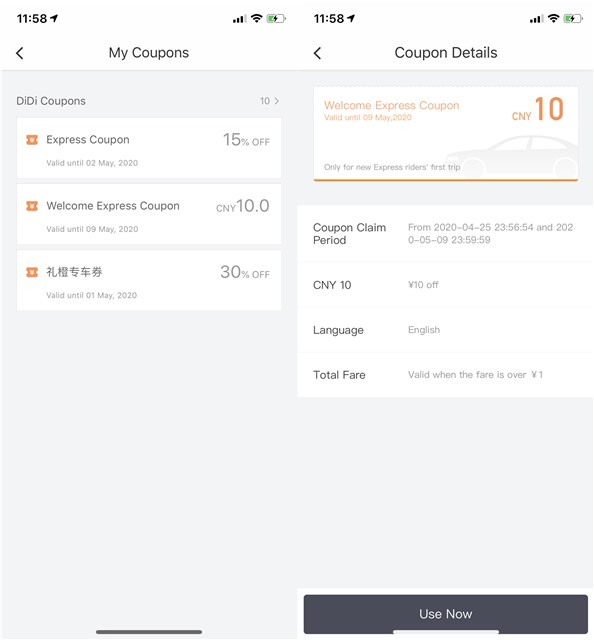 11:58
My Coupons
DiDi Coupons 10
Express Coupon 15% OFF
Valid until 02 May, 2020
Welcome Express Coupon CNY10.0
Valid until 09 May, 2020
礼橙专车券 30% OFF
Valid until 01 May, 2020
11:58
Coupon Details
Welcome Express Coupon CNY 10
Valid until 09 May,2020
Only for new Express riders' first trip
Coupon Claim Period From 2020-04-25 23:56:54 and 202
0-05-09 23:59:59
CNY 10 ¥10 off
Language English
Total Fare Valid when the fare is over ¥1
Use Now